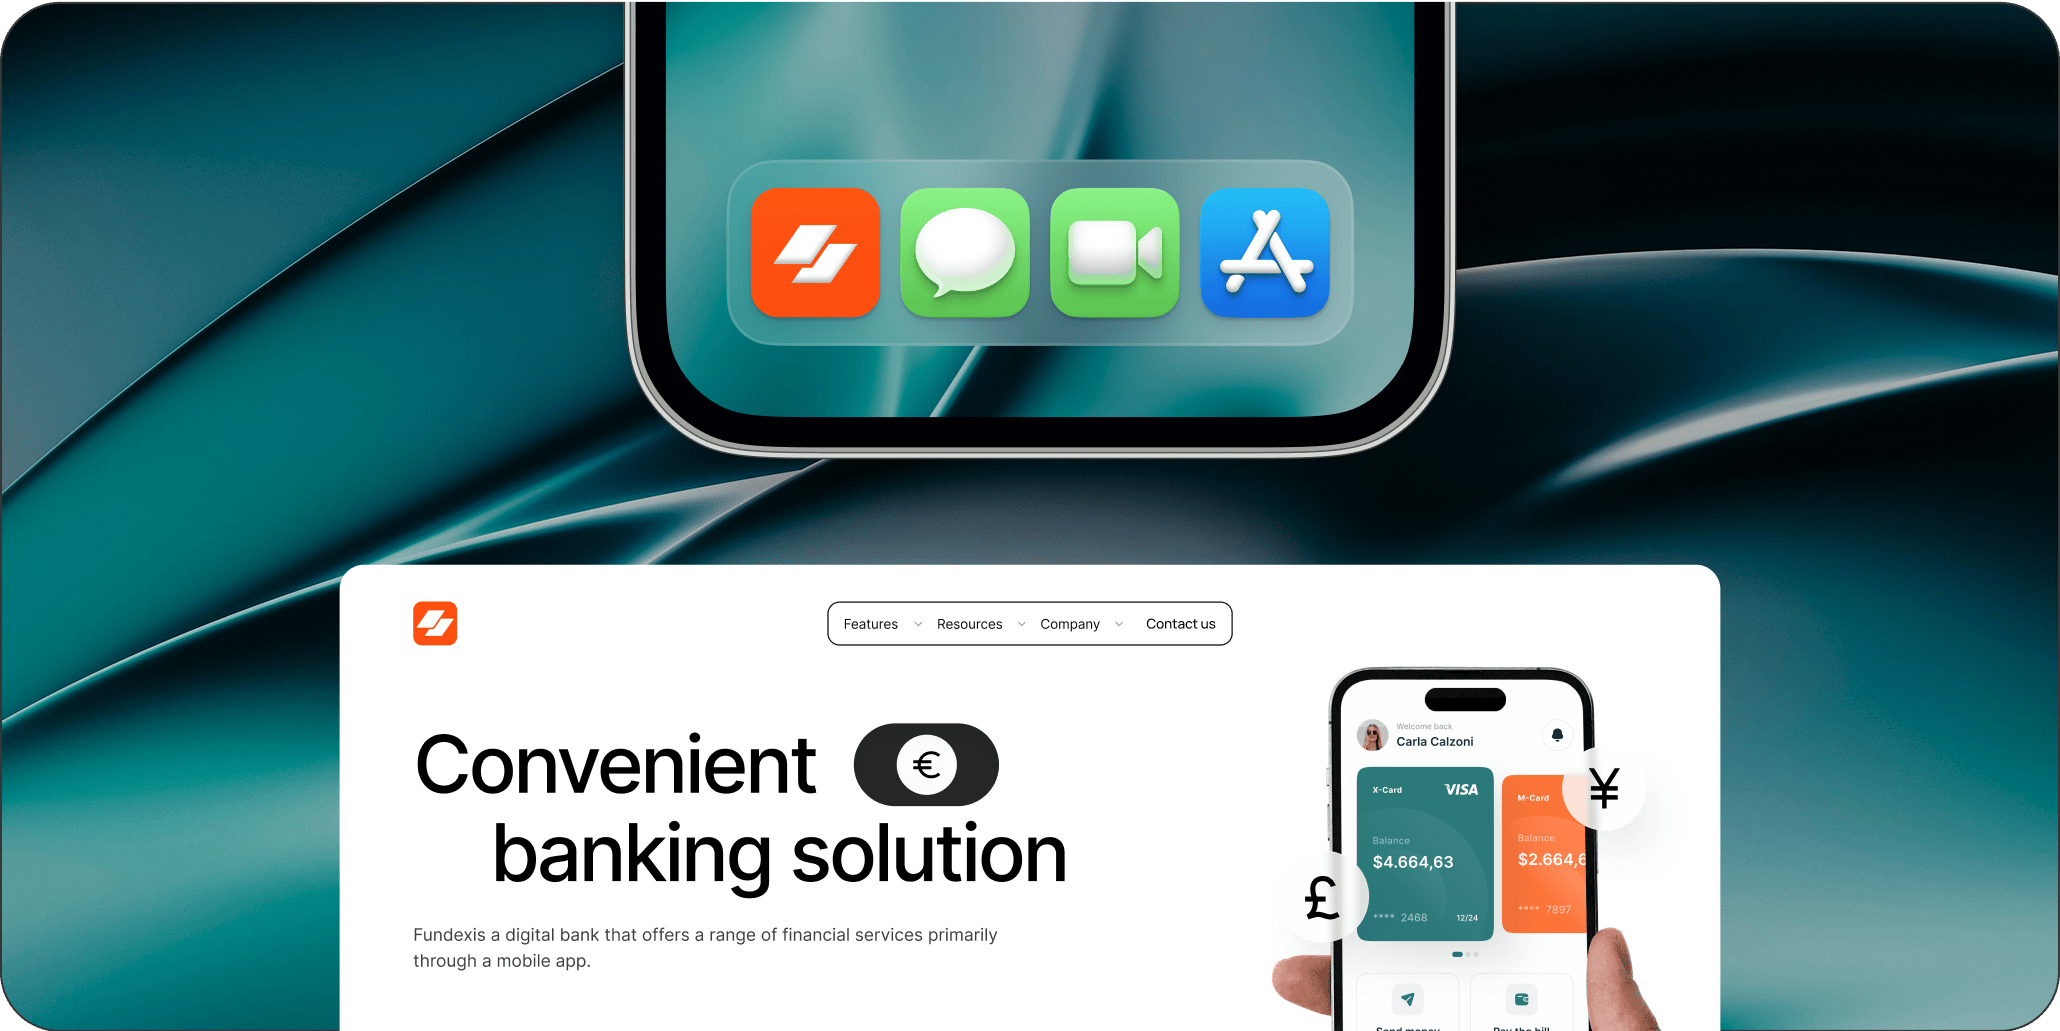 Features
Resources
Company
Contact us
Convenient €
banking solution
Fundexis a digital bank that offers a range of financial services primarily
through a mobile app.
Welcome back
Carla Calzoni
X-Card VISA
Balance
$4.664,63
**** 2468 12/24
M-Card
Balance
$2.664,6
**** 7897
¥
£
Send money
Pay the bill